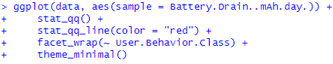 > ggplot(data, aes(sample = Battery.Drain..mAh.day.)) +
+     stat_qq() +
+     stat_qq_line(color = "red") +
+     facet_wrap(~ User.Behavior.Class) +
+     theme_minimal()